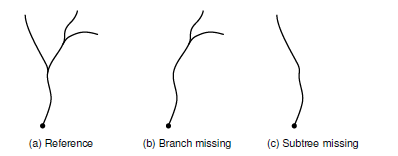 (a) Reference
(b) Branch missing
(c) Subtree missing